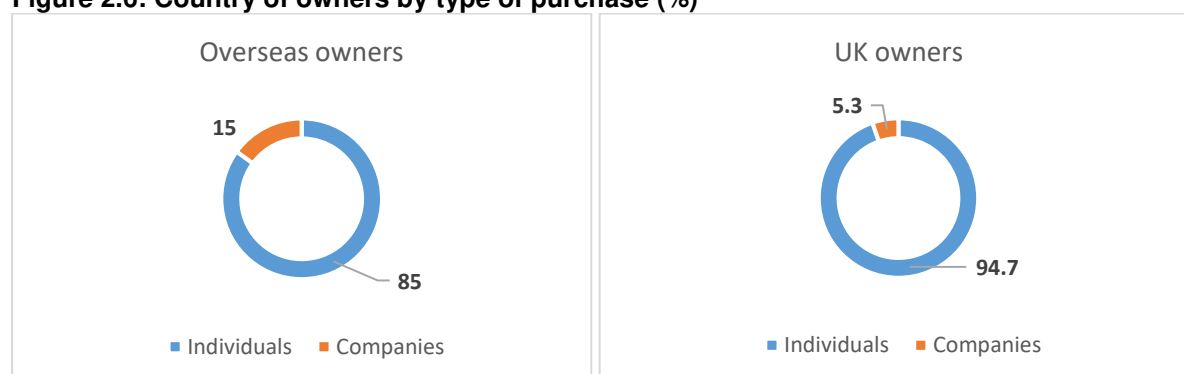 Figure 2.6: Country of owners by type of purchase (%)
Overseas owners
15
85
Individuals Companies
UK owners
5.3
94.7
Individuals Companies